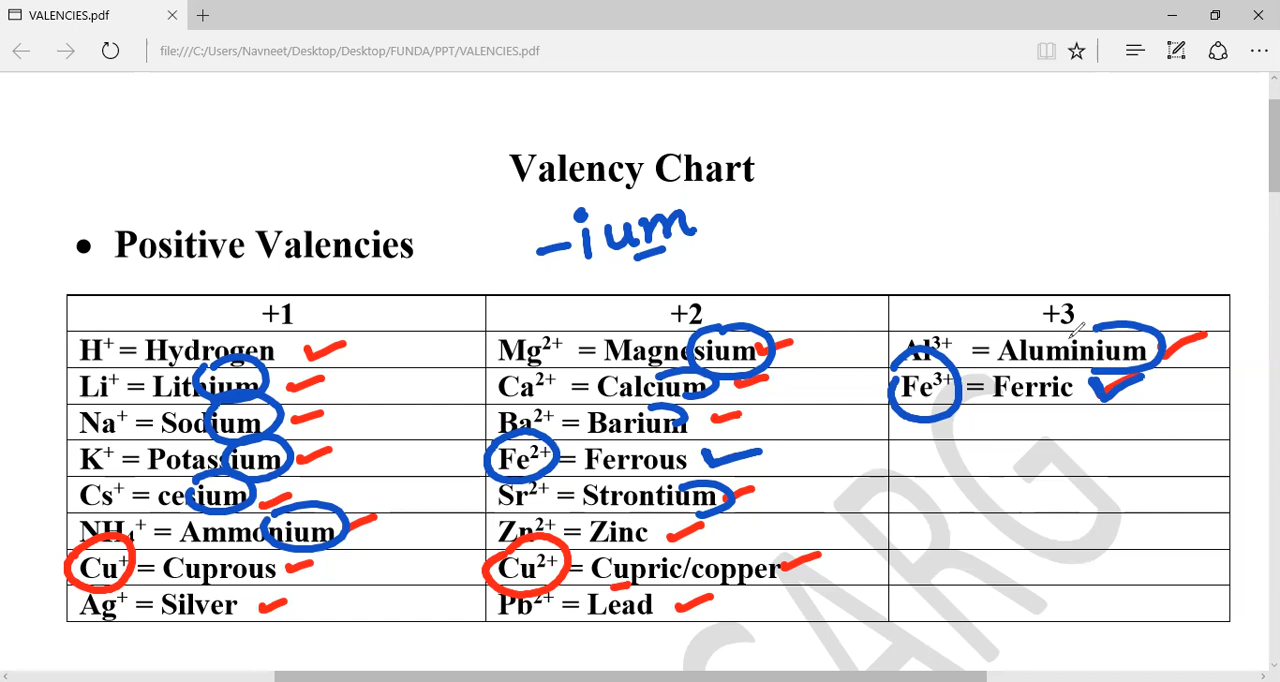 VALENCIES.pdf
file:///C:/Users/Navneet/Desktop/Desktop/FUNDA/PPT/VALENCIES.pdf
Valency Chart
-ium
• Positive Valencies
+1 +2 +3
H⁺ = Hydrogen Mg²⁺ = Magnesium Al³⁺ = Aluminium
Li⁺ = Lithium Ca²⁺ = Calcium Fe³⁺ = Ferric
Na⁺ = Sodium Ba²⁺ = Barium
K⁺ = Potassium Fe²⁺ = Ferrous
Cs⁺ = cesium Sr²⁺ = Strontium
NH₄⁺ = Ammonium Zn²⁺ = Zinc
Cu⁺ = Cuprous Cu²⁺ = Cupric/copper
Ag⁺ = Silver Pb²⁺ = Lead
SARG